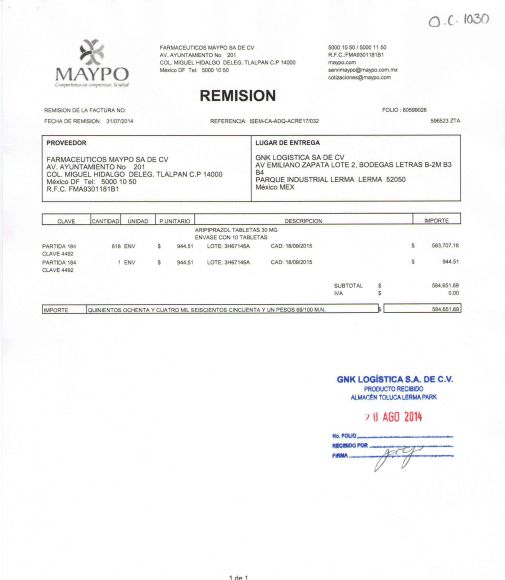 O.C. 1030
MAYPO
FARMACEUTICOS MAYPO SA DE CV
AV. AYUNTAMIENTO No 201
COL. MIGUEL HIDALGO DELEG. TLALPAN C.P 14000
México DF Tel: 5000 10 50
5000 10 50 / 5000 11 50
R.F.C.:FMA9301181B1
maypo.com
servimaypo@maypo.com.mx
cotizaciones@maypo.com
REMISION
REMISION DE LA FACTURA NO:
FOLIO : 60599026
FECHA DE REMISION: 31/07/2014
REFERENCIA: ISEM-CA-ADQ-ACRE17/032
596523 ZTA
PROVEEDOR
FARMACEUTICOS MAYPO SA DE CV
AV. AYUNTAMIENTO No 201
COL. MIGUEL HIDALGO DELEG. TLALPAN C.P 14000
México DF Tel: 5000 10 50
R.F.C. FMA9301181B1
LUGAR DE ENTREGA
GNK LOGISTICA SA DE CV
AV EMILIANO ZAPATA LOTE 2, BODEGAS LETRAS B-2M B3
B4
PARQUE INDUSTRIAL LERMA LERMA 52050
México MEX
CLAVE CANTIDAD UNIDAD P.UNITARIO DESCRIPCION IMPORTE
ARIPIPRAZOL TABLETAS 30 MG
ENVASE CON 10 TABLETAS
PARTIDA 184 618 ENV $ 944.51 LOTE: 3H67146A CAD: 18/09/2015 $ 583,707.18
CLAVE 4492
PARTIDA 184 1 ENV $ 944.51 LOTE: 3H67146A CAD: 18/09/2015 $ 944.51
CLAVE 4492
SUBTOTAL $ 584,651.69
IVA $ 0.00
IMPORTE QUINIENTOS OCHENTA Y CUATRO MIL SEISCIENTOS CINCUENTA Y UN PESOS 69/100 M.N. $ 584,651.69
GNK LOGÍSTICA S.A. DE C.V.
PRODUCTO RECIBIDO
ALMACÉN TOLUCA LERMA PARK
20 AGO 2014
No. FOLIO
RECIBIDO POR
FIRMA
1 de 1